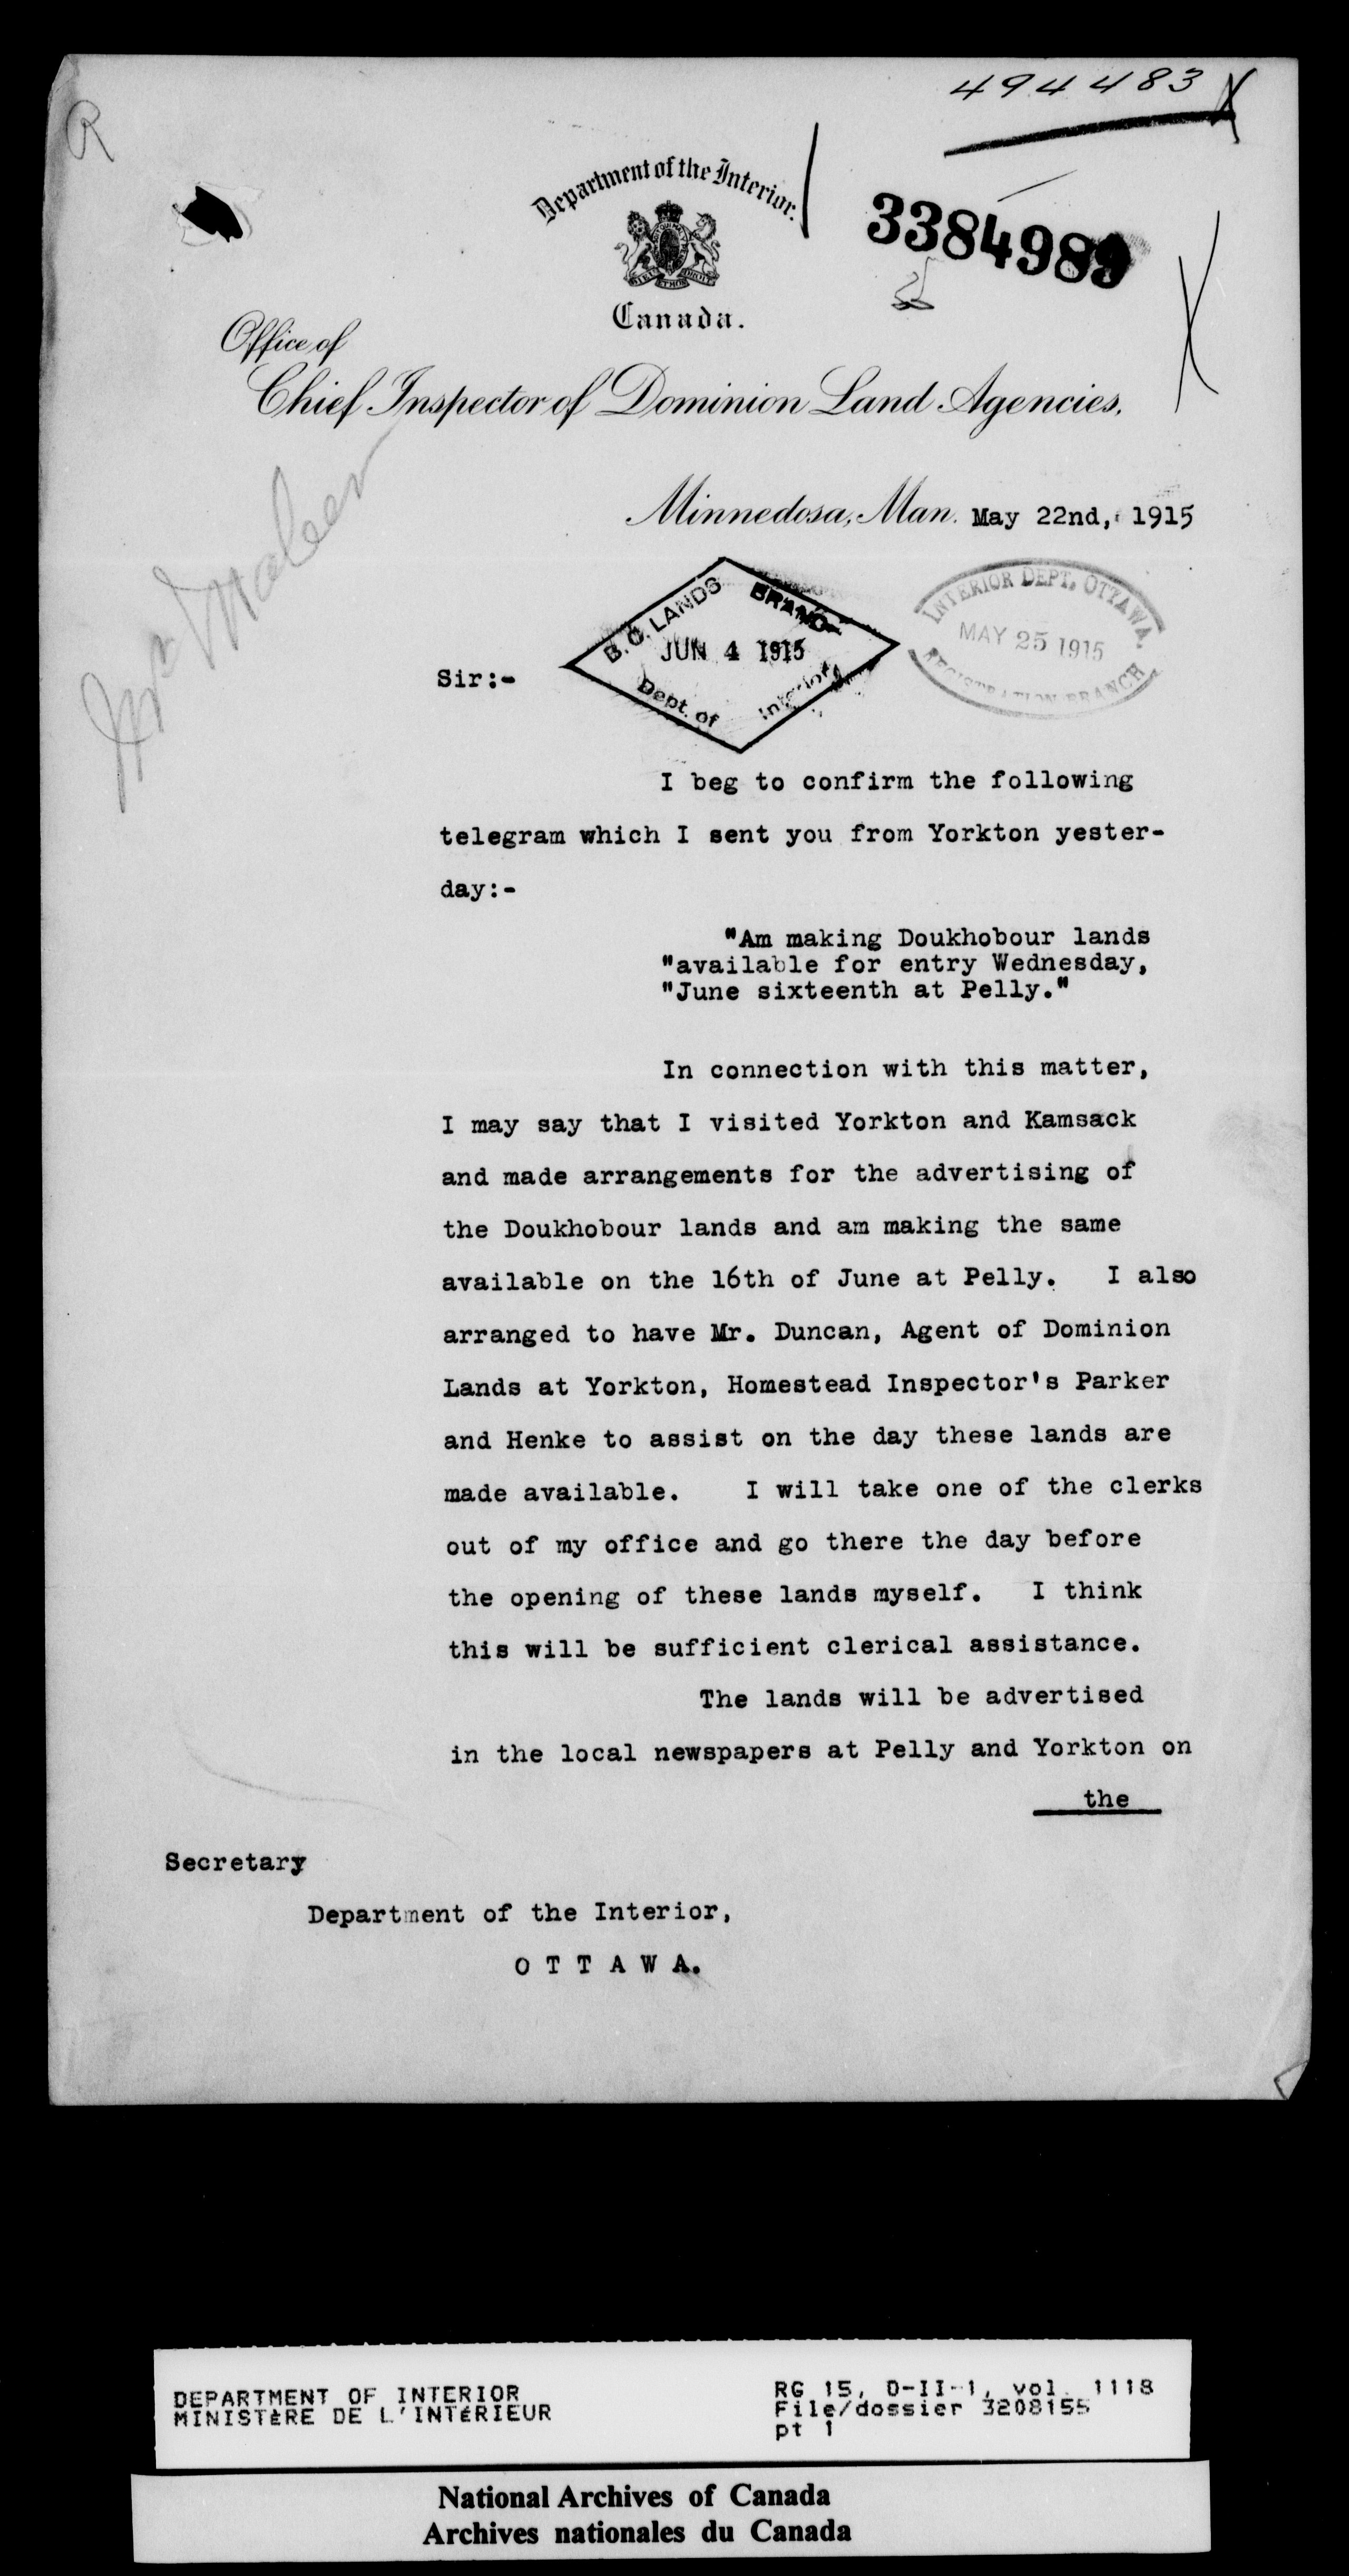 494483
R
Department of the Interior.
3384989
Canada.
Office of
Chief Inspector of Dominion Land Agencies.
Minnedosa, Man. May 22nd, 1915
B.C. LANDS BRANCH
JUN 4 1915
Dept. of Interior
INTERIOR DEPT. OTTAWA.
MAY 25 1915
REGISTRATION BRANCH
Mr
Sir:-
I beg to confirm the following
telegram which I sent you from Yorkton yester-
day:-
"Am making Doukhobour lands
"available for entry Wednesday,
"June sixteenth at Pelly."
In connection with this matter,
I may say that I visited Yorkton and Kamsack
and made arrangements for the advertising of
the Doukhobour lands and am making the same
available on the 16th of June at Pelly. I also
arranged to have Mr. Duncan, Agent of Dominion
Lands at Yorkton, Homestead Inspector's Parker
and Henke to assist on the day these lands are
made available. I will take one of the clerks
out of my office and go there the day before
the opening of these lands myself. I think
this will be sufficient clerical assistance.
The lands will be advertised
in the local newspapers at Pelly and Yorkton on
the
Secretary
Department of the Interior,
O T T A W A.
DEPARTMENT OF INTERIOR
MINISTÈRE DE L'INTÉRIEUR
RG 15, D-II-1, vol. 1118
File/dossier 3208155
pt 1
National Archives of Canada
Archives nationales du Canada